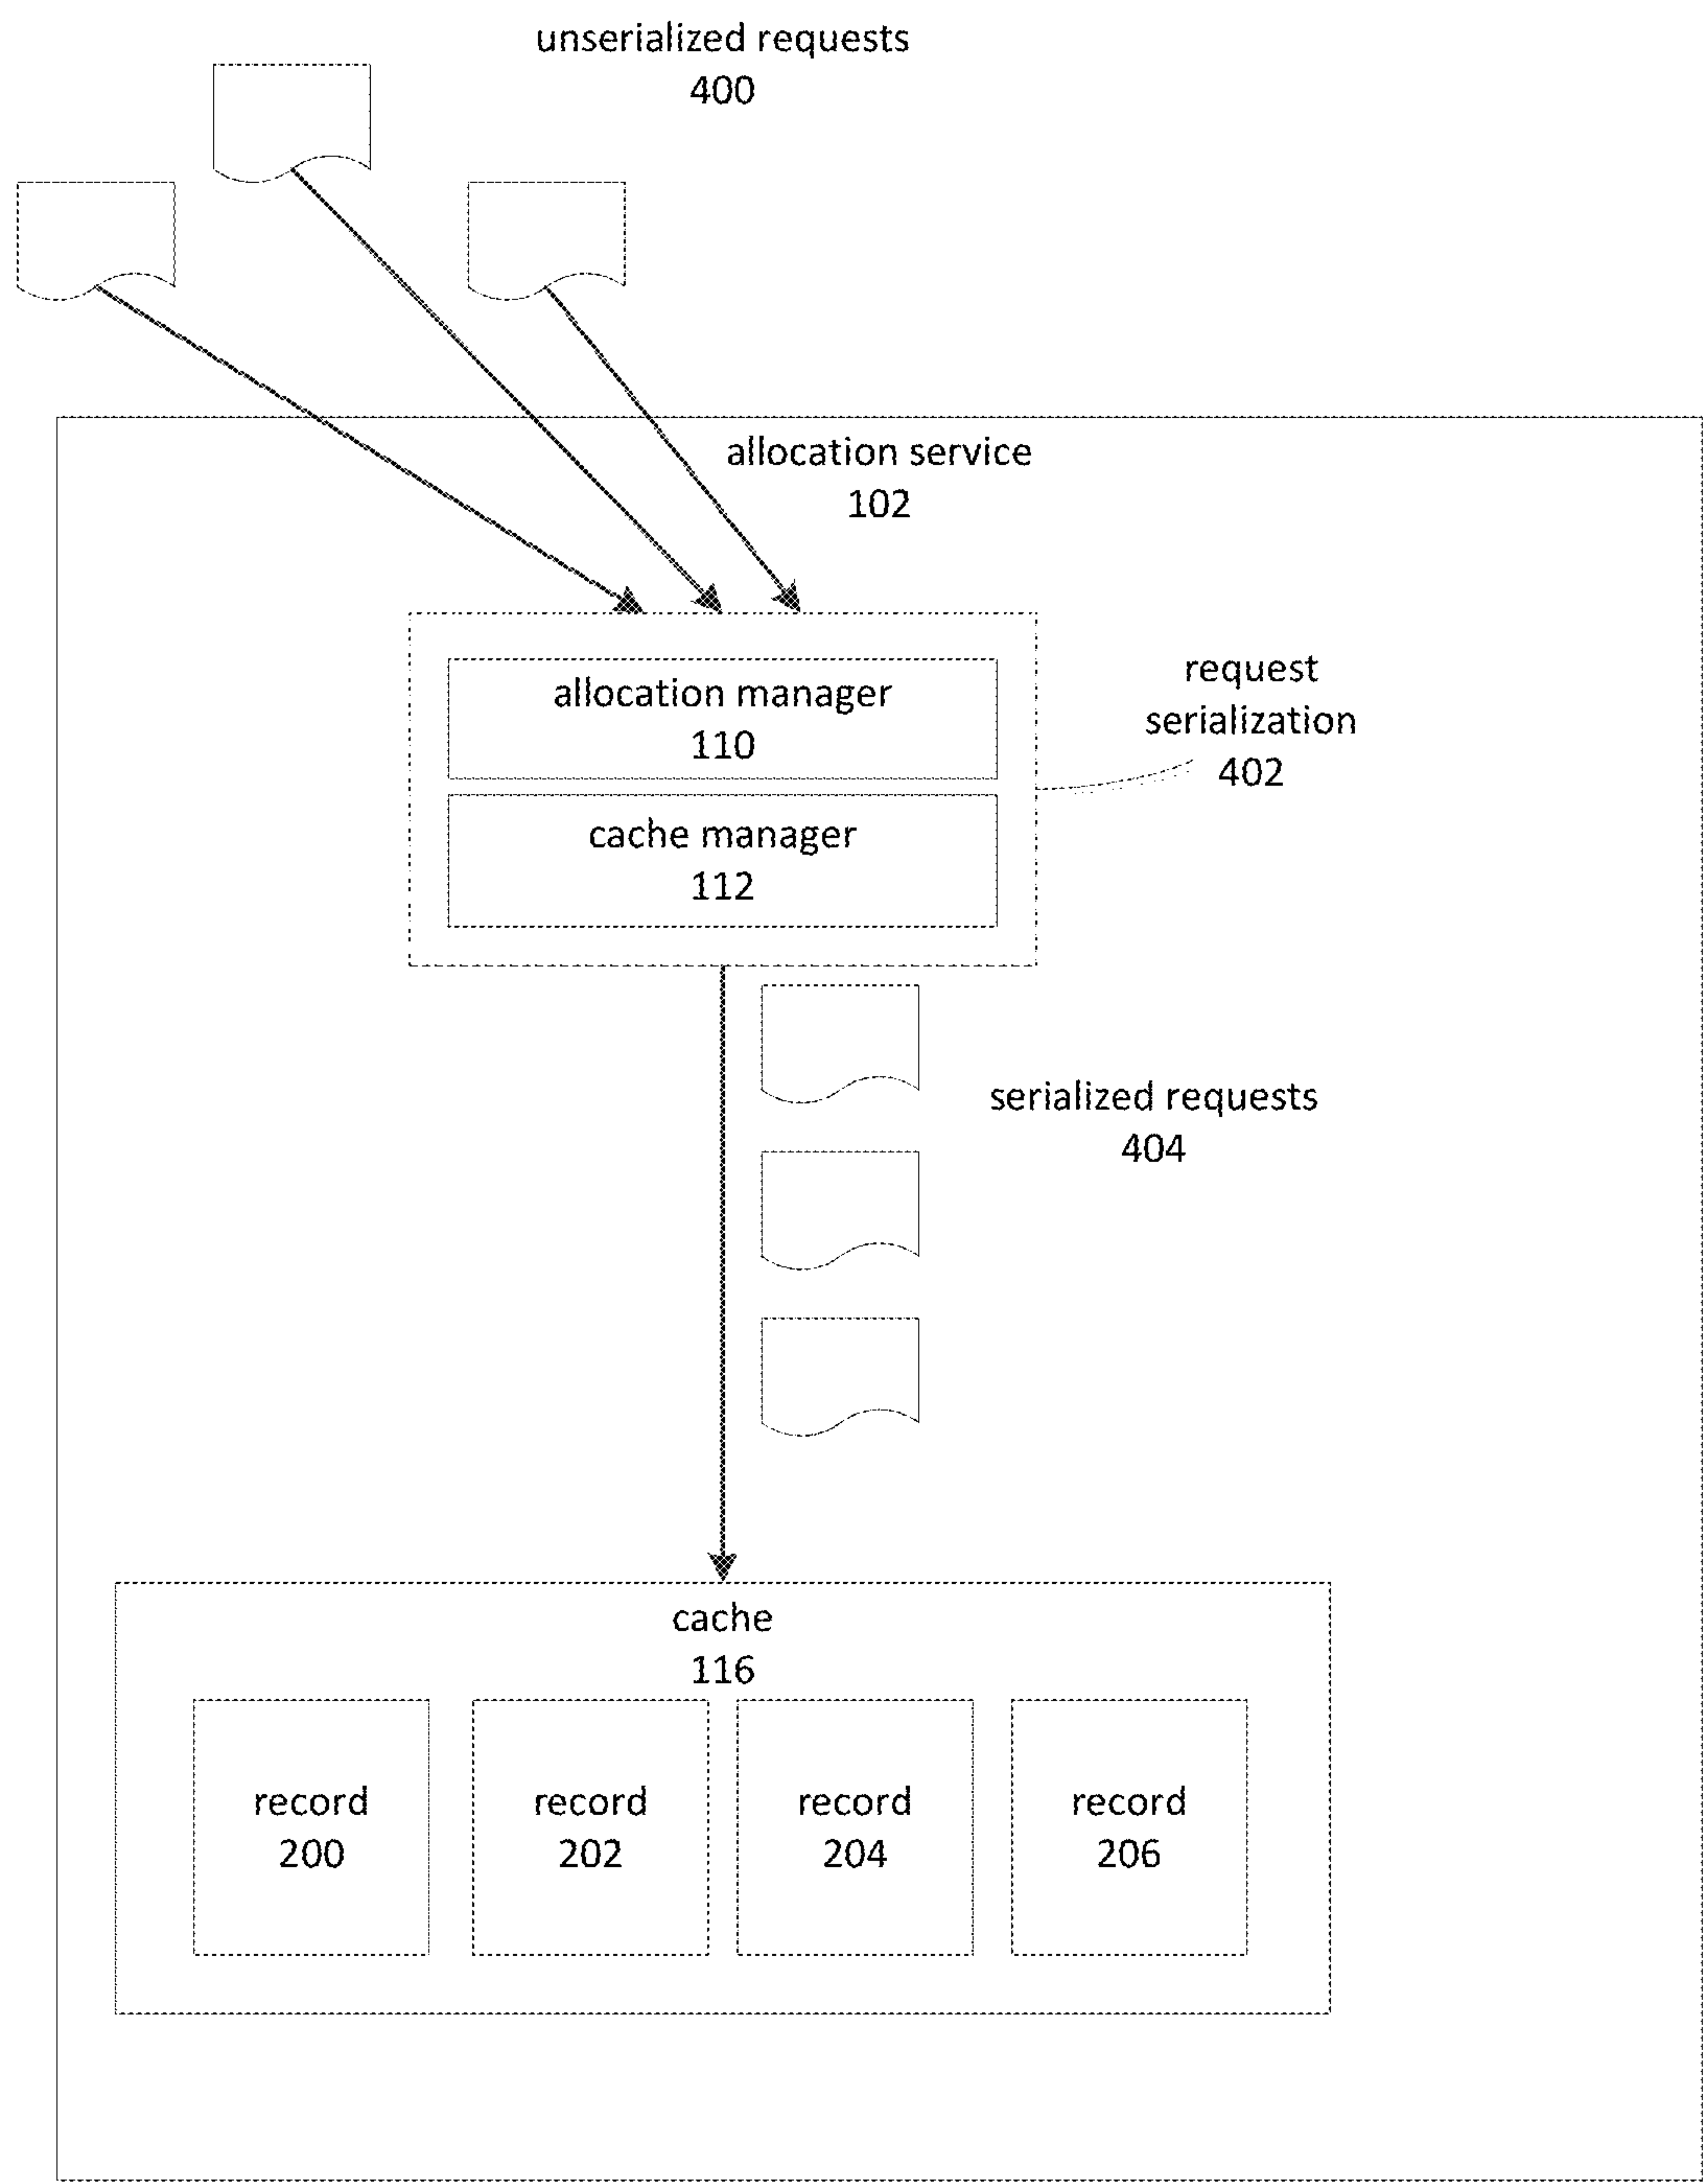 unserialized requests
400
allocation service
102
allocation manager
110
request
serialization
402
cache manager
112
serialized requests
404
cache
116
record
200
record
202
record
204
record
206